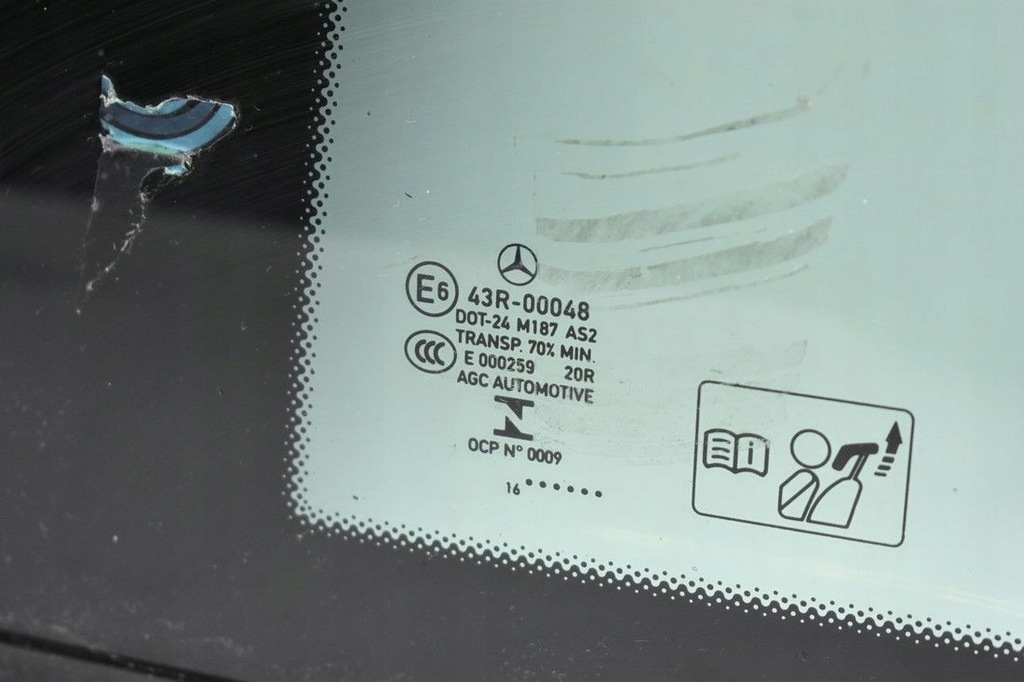 E6
43R-00048
DOT-24 M187 AS2
CCC
TRANSP. 70% MIN.
E 000259 20R
AGC AUTOMOTIVE
OCP N° 0009
16 ••••••
i